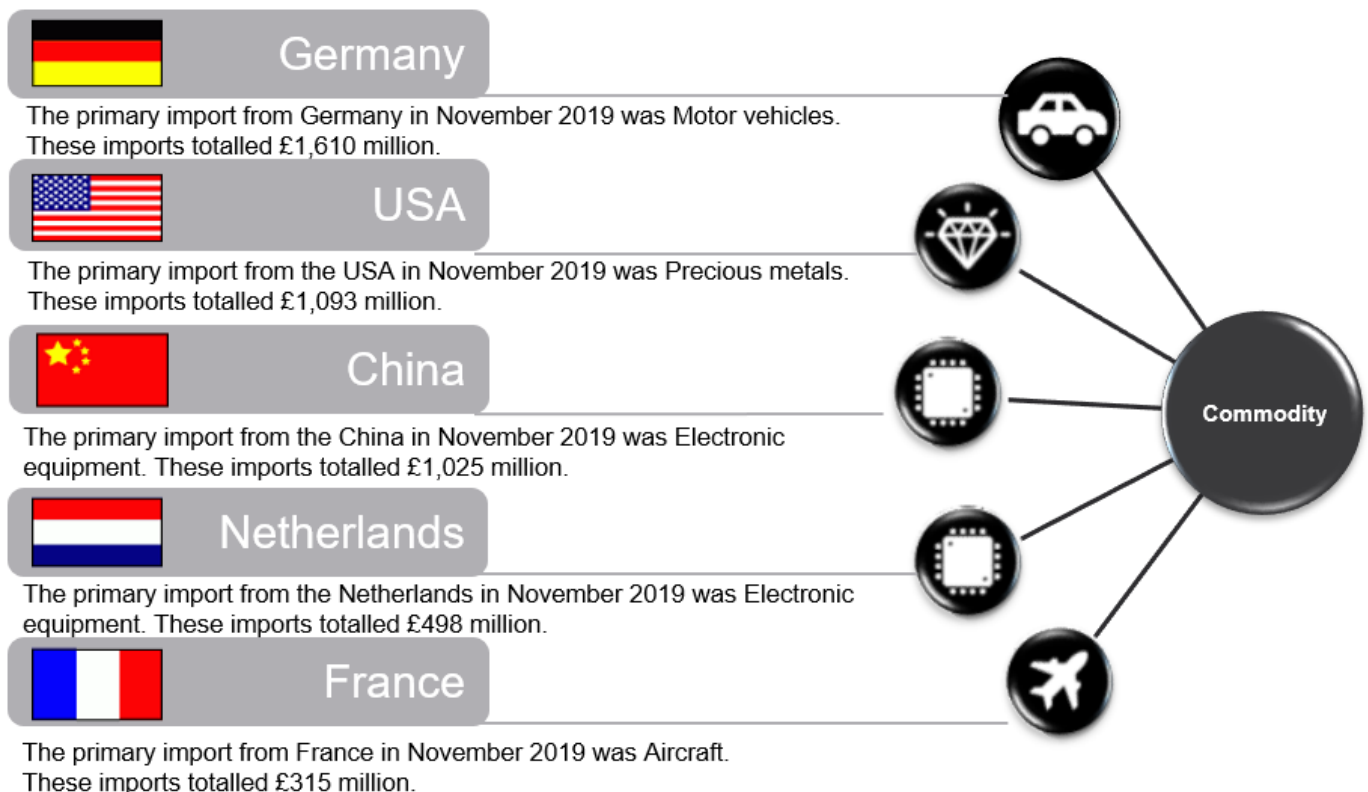 Germany
The primary import from Germany in November 2019 was Motor vehicles.
These imports totalled £1,610 million.
USA
The primary import from the USA in November 2019 was Precious metals.
These imports totalled £1,093 million.
China
The primary import from the China in November 2019 was Electronic
equipment. These imports totalled £1,025 million.
Commodity
Netherlands
The primary import from the Netherlands in November 2019 was Electronic
equipment. These imports totalled £498 million.
France
The primary import from France in November 2019 was Aircraft.
These imports totalled £315 million.